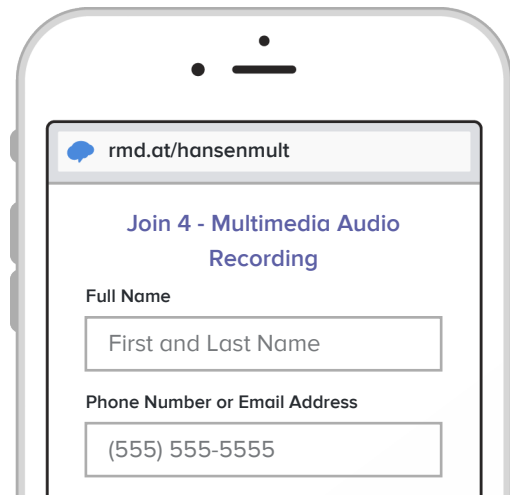 rmd.at/hansenmult
Join 4 - Multimedia Audio
Recording
Full Name
First and Last Name
Phone Number or Email Address
(555) 555-5555